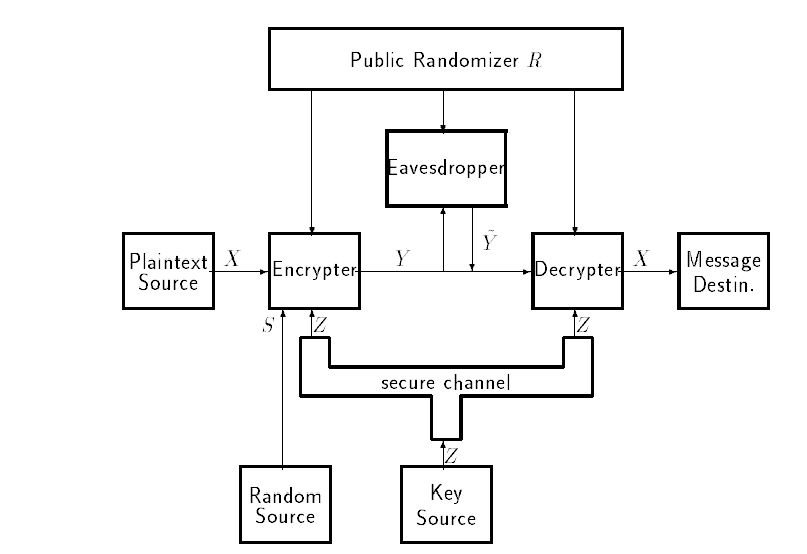 Public Randomizer R
Eavesdropper
Ỹ
Plaintext
Source
X
Encrypter
Y
Decrypter
X
Message
Destin.
S
Z
Z
secure channel
Z
Random
Source
Key
Source